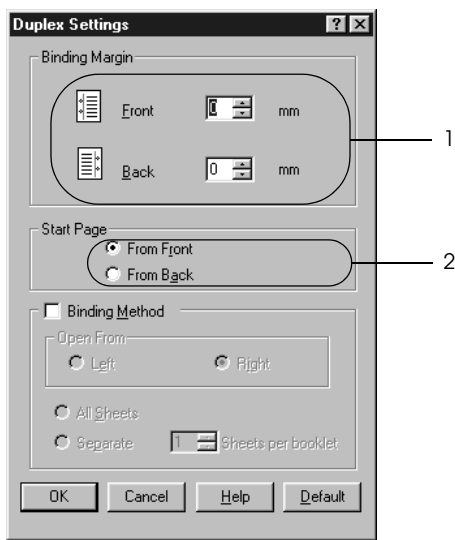 Duplex Settings
Binding Margin
Front 0 mm
1
Back 0 mm
Start Page
From Front
2
From Back
Binding Method
Open From
Left Right
All Sheets
Separate 1 Sheets per booklet
OK Cancel Help Default